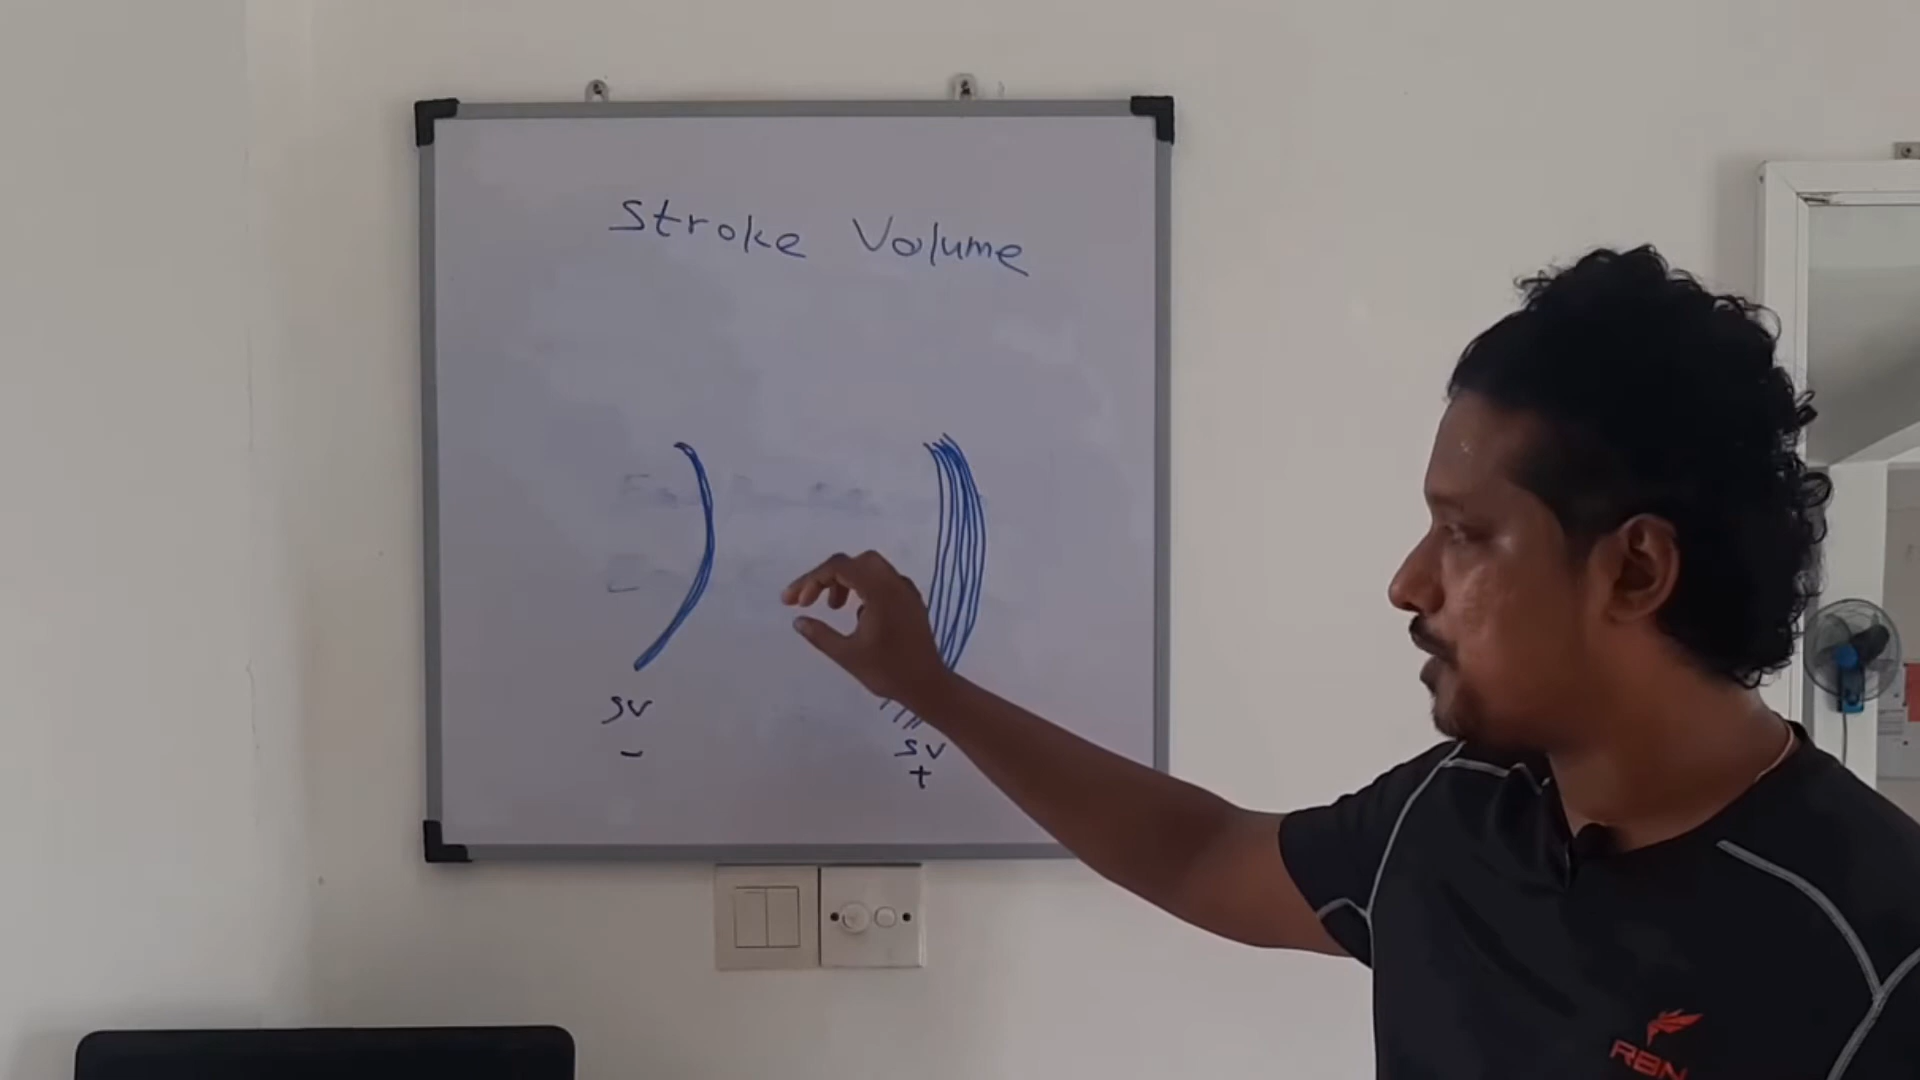 Stroke Volume
SV
-
SV
+
RBN